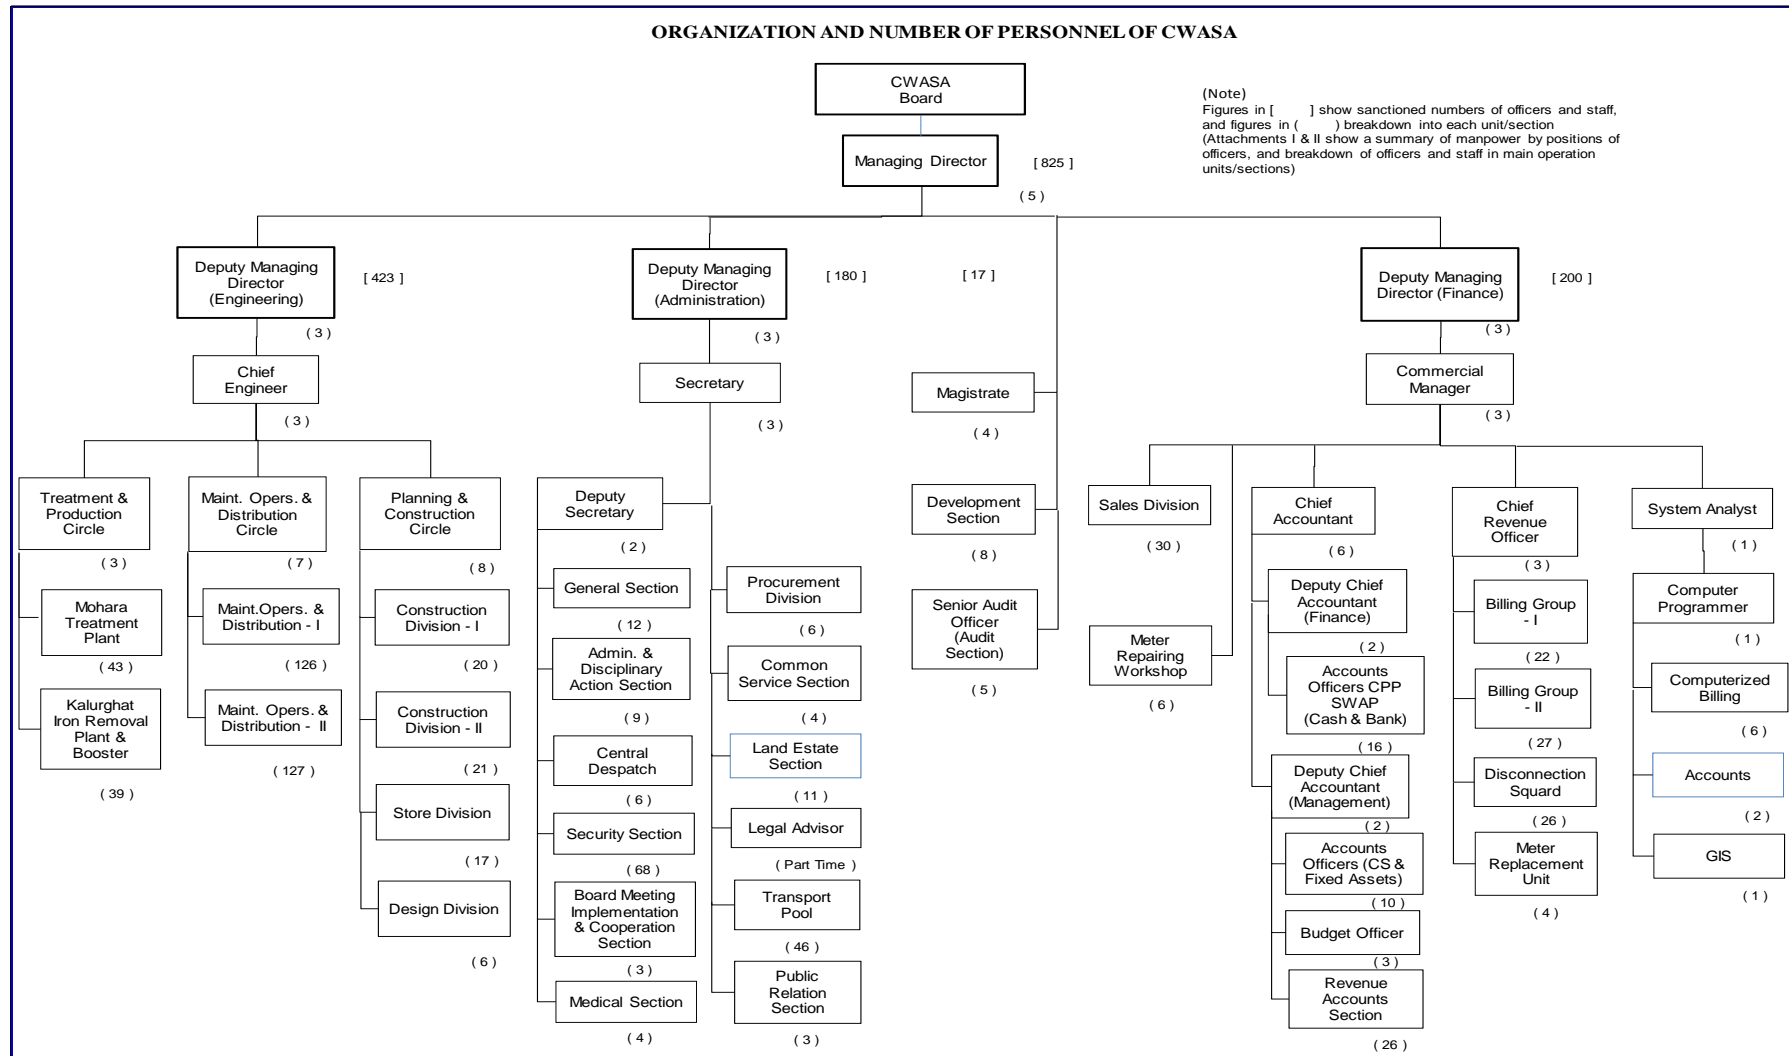 ORGANIZATION AND NUMBER OF PERSONNEL OF CWASA
CWASA
Board
(Note)
Figures in [ ] show sanctioned numbers of officers and staff,
and figures in ( ) breakdown into each unit/section
(Attachments I & II show a summary of manpower by positions of
officers, and breakdown of officers and staff in main operation
units/sections)
Managing Director
[ 825 ]
( 5 )
Deputy Managing
Director
(Engineering)
[ 423 ]
( 3 )
Chief
Engineer
( 3 )
Treatment &
Production
Circle
( 3 )
Mohara
Treatment
Plant
( 43 )
Kalurghat
Iron Removal
Plant &
Booster
( 39 )
Maint. Opers. &
Distribution
Circle
( 7 )
Maint.Opers. &
Distribution - I
( 126 )
Maint. Opers. &
Distribution - II
( 127 )
Planning &
Construction
Circle
( 8 )
Construction
Division - I
( 20 )
Construction
Division - II
( 21 )
Store Division
( 17 )
Design Division
( 6 )
Deputy Managing
Director
(Administration)
[ 180 ]
( 3 )
Secretary
( 3 )
Deputy
Secretary
( 2 )
General Section
( 12 )
Admin. &
Disciplinary
Action Section
( 9 )
Central
Despatch
( 6 )
Security Section
( 68 )
Board Meeting
Implementation
& Cooperation
Section
( 3 )
Medical Section
( 4 )
Procurement
Division
( 6 )
Common
Service Section
( 4 )
Land Estate
Section
( 11 )
Legal Advisor
( Part Time )
Transport
Pool
( 46 )
Public
Relation
Section
( 3 )
[ 17 ]
Magistrate
( 4 )
Development
Section
( 8 )
Senior Audit
Officer
(Audit
Section)
( 5 )
Deputy Managing
Director (Finance)
[ 200 ]
( 3 )
Commercial
Manager
( 3 )
Sales Division
( 30 )
Meter
Repairing
Workshop
( 6 )
Chief
Accountant
( 6 )
Deputy Chief
Accountant
(Finance)
( 2 )
Accounts
Officers CPP
SWAP
(Cash & Bank)
( 16 )
Deputy Chief
Accountant
(Management)
( 2 )
Accounts
Officers (CS &
Fixed Assets)
( 10 )
Budget Officer
( 3 )
Revenue
Accounts
Section
( 26 )
Chief
Revenue
Officer
( 3 )
Billing Group
- I
( 22 )
Billing Group
- II
( 27 )
Disconnection
Squard
( 26 )
Meter
Replacement
Unit
( 4 )
System Analyst
( 1 )
Computer
Programmer
( 1 )
Computerized
Billing
( 6 )
Accounts
( 2 )
GIS
( 1 )